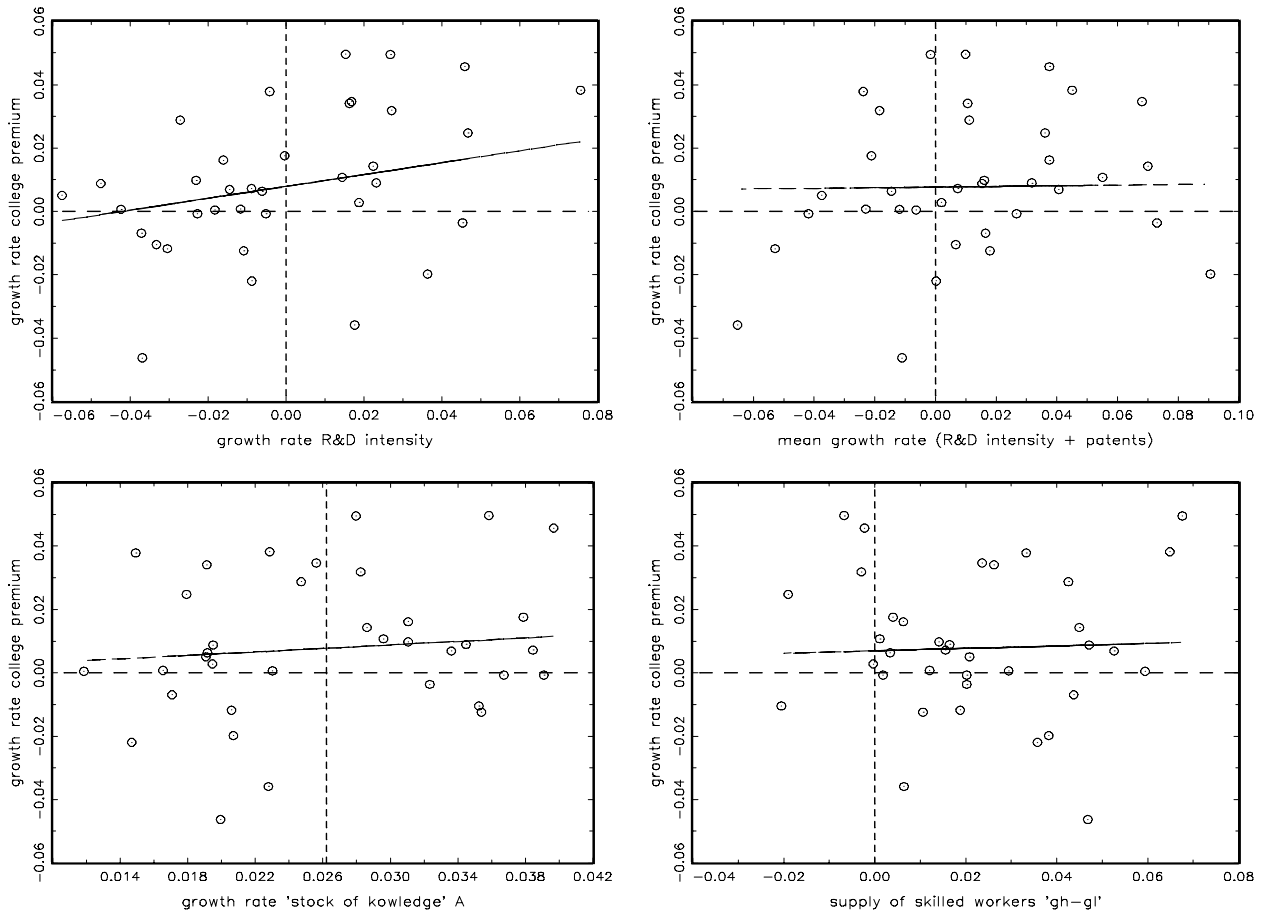 0.06
0.04
0.02
0.00
−0.02
−0.04
−0.06
growth rate college premium
−0.06 −0.04 −0.02 0.00 0.02 0.04 0.06 0.08
growth rate R&D intensity
0.06
0.04
0.02
0.00
−0.02
−0.04
−0.06
growth rate college premium
−0.06 −0.04 −0.02 0.00 0.02 0.04 0.06 0.08 0.10
mean growth rate (R&D intensity + patents)
0.06
0.04
0.02
0.00
−0.02
−0.04
−0.06
growth rate college premium
0.014 0.018 0.022 0.026 0.030 0.034 0.038 0.042
growth rate 'stock of kowledge' A
0.06
0.04
0.02
0.00
−0.02
−0.04
−0.06
growth rate college premium
−0.04 −0.02 0.00 0.02 0.04 0.06 0.08
supply of skilled workers 'gh−gl'